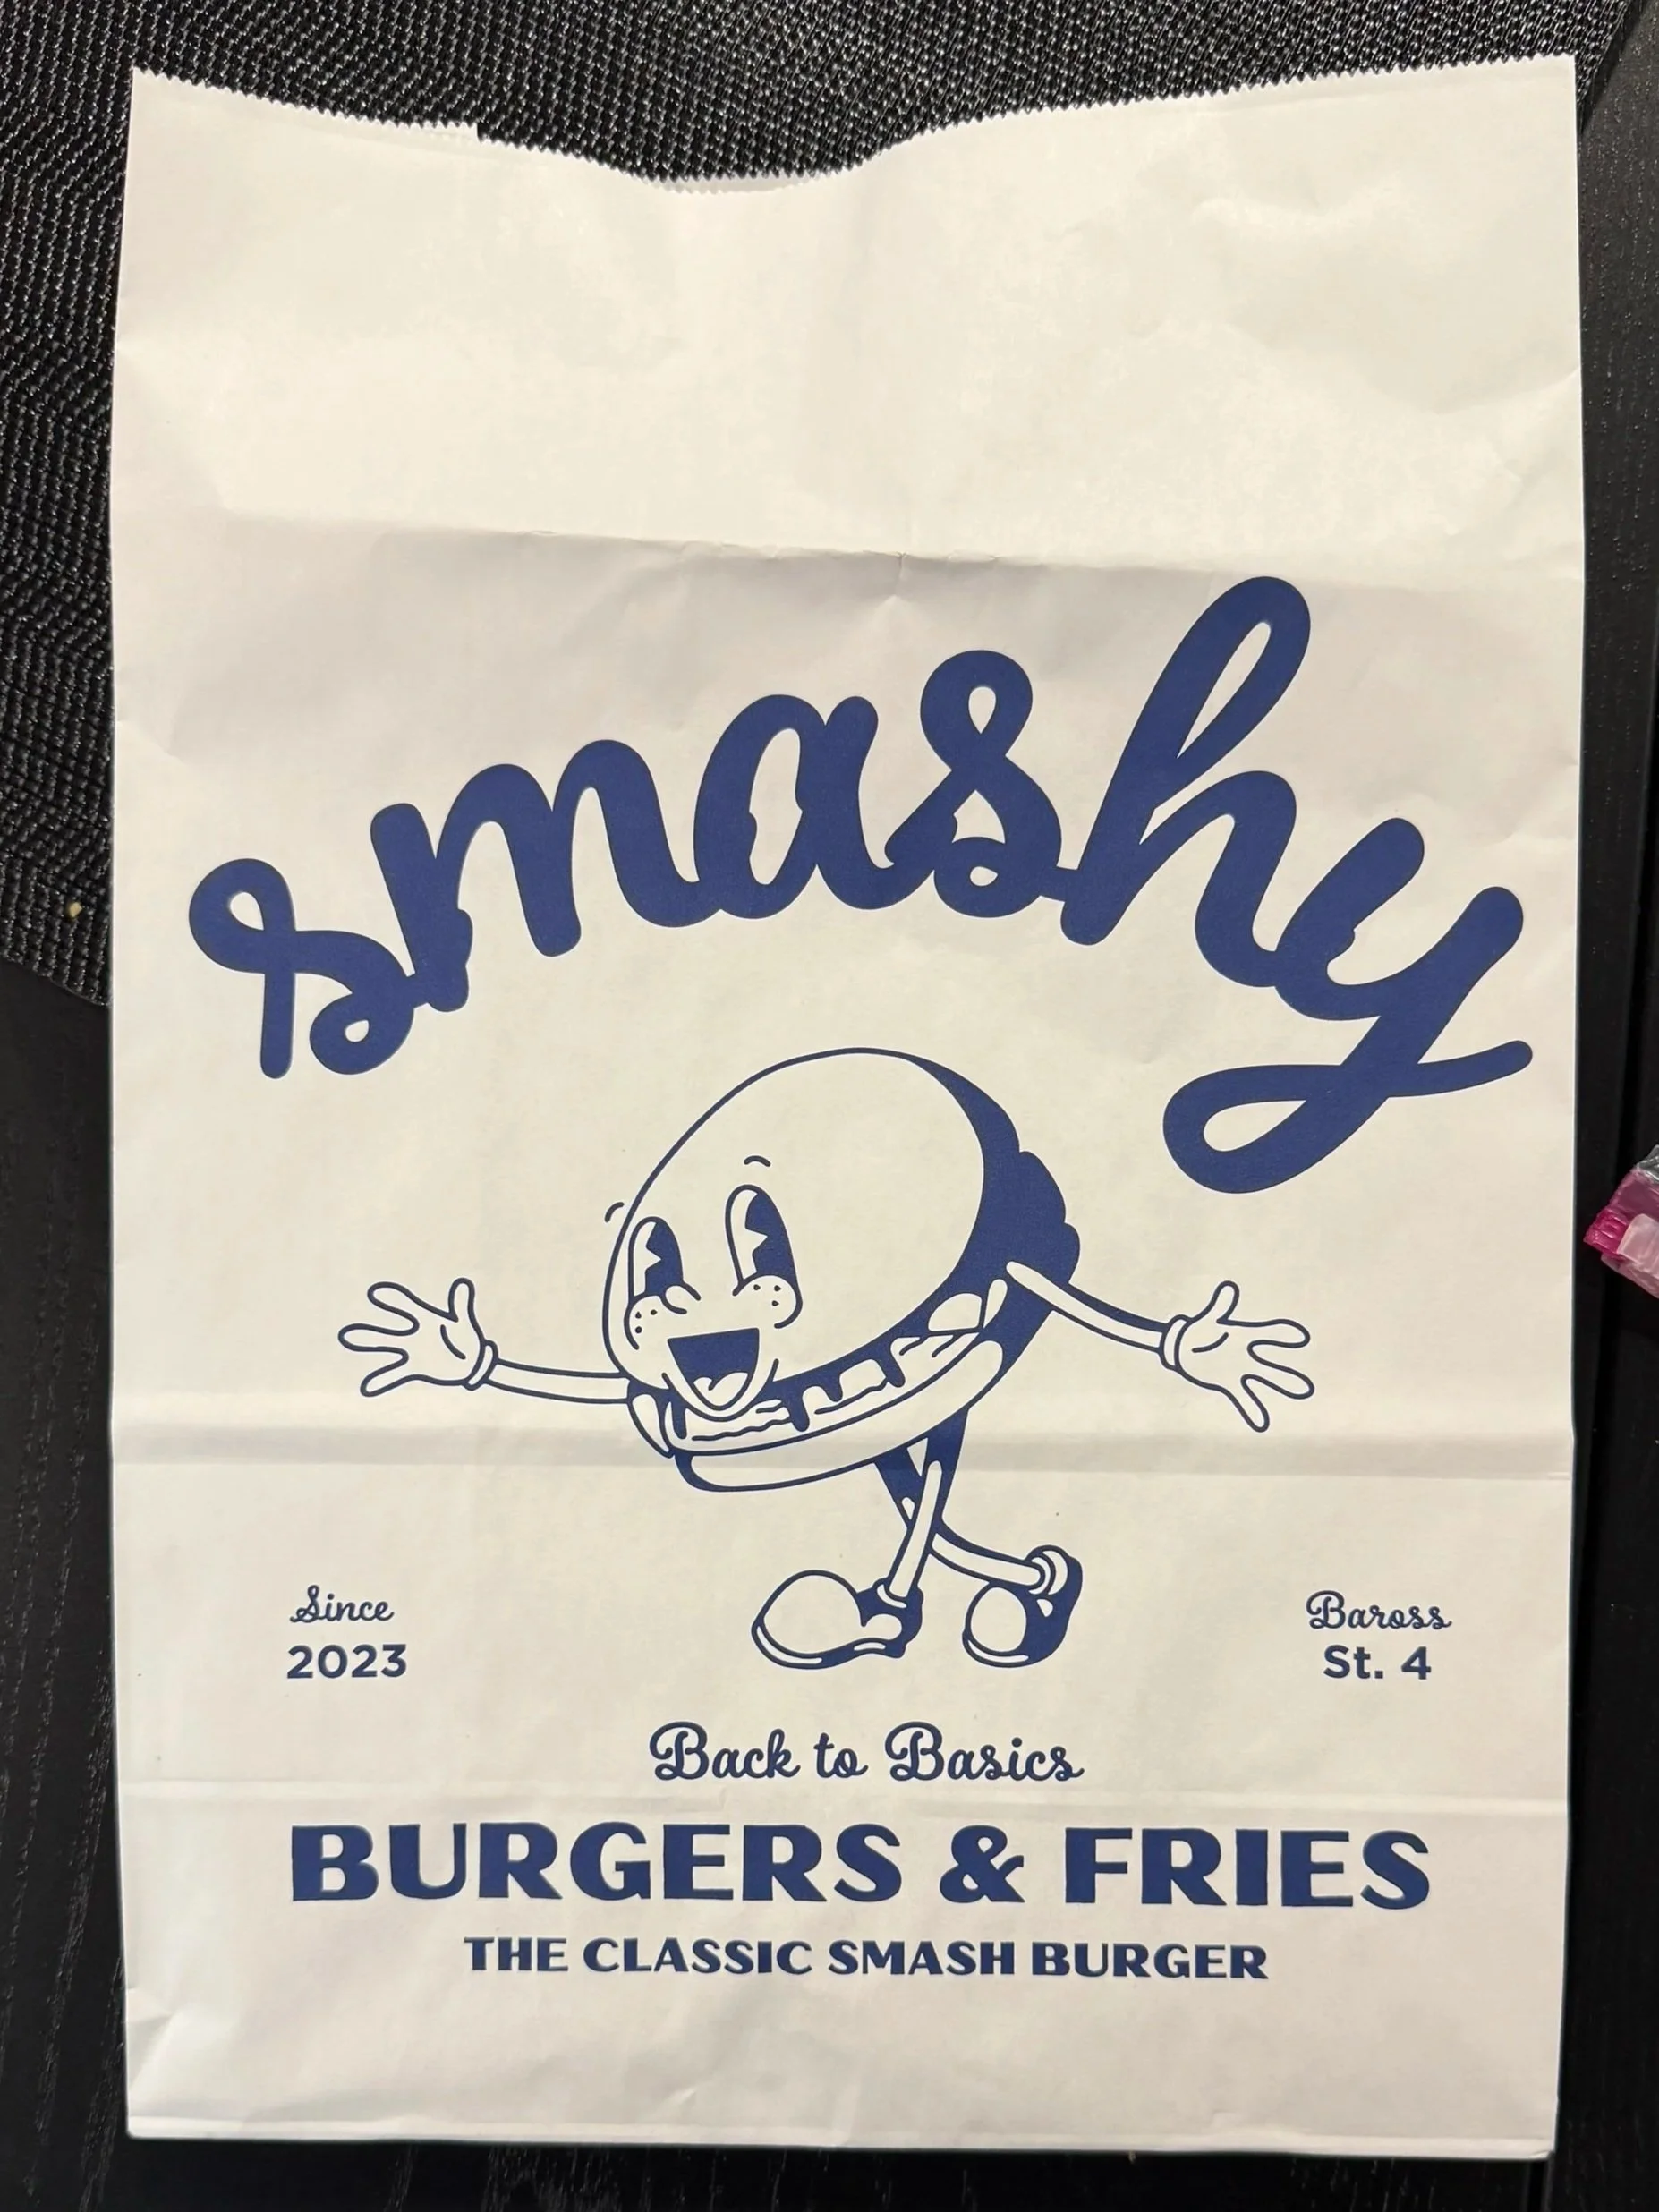 smashy
Since
2023
Baross
St. 4
Back to Basics
BURGERS & FRIES
THE CLASSIC SMASH BURGER